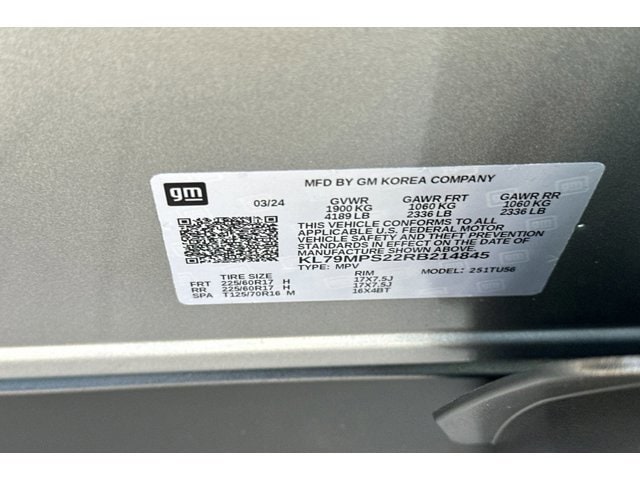 gm
MFD BY GM KOREA COMPANY
03/24 GVWR GAWR FRT GAWR RR
1900 KG 1060 KG 1060 KG
4189 LB 2336 LB 2336 LB
THIS VEHICLE CONFORMS TO ALL
APPLICABLE U.S. FEDERAL MOTOR
VEHICLE SAFETY AND THEFT PREVENTION
STANDARDS IN EFFECT ON THE DATE OF
MANUFACTURE SHOWN ABOVE.
KL79MPS22RB214845
TYPE: MPV MODEL: 2S1TU56
TIRE SIZE RIM
FRT 225/60R17 H 17X7.5J
RR 225/60R17 H 17X7.5J
SPA T125/70R16 M 16X4BT